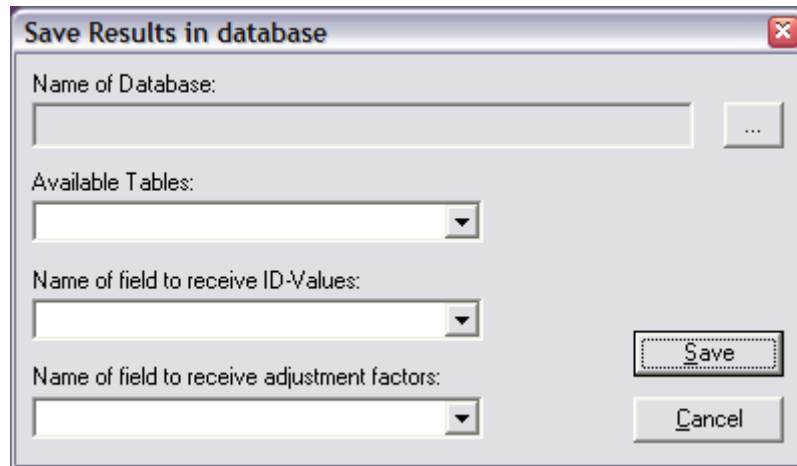 Save Results in database
Name of Database:
...
Available Tables:
Name of field to receive ID-Values:
Save
Name of field to receive adjustment factors:
Cancel